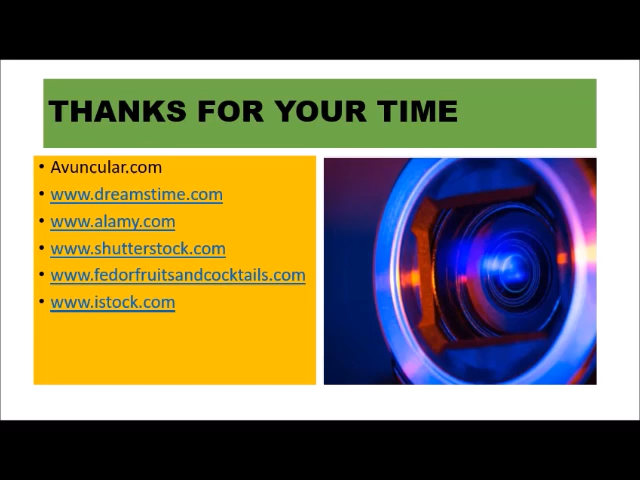 THANKS FOR YOUR TIME
• Avuncular.com
• www.dreamstime.com
• www.alamy.com
• www.shutterstock.com
• www.fedorfruitsandcocktails.com
• www.istock.com